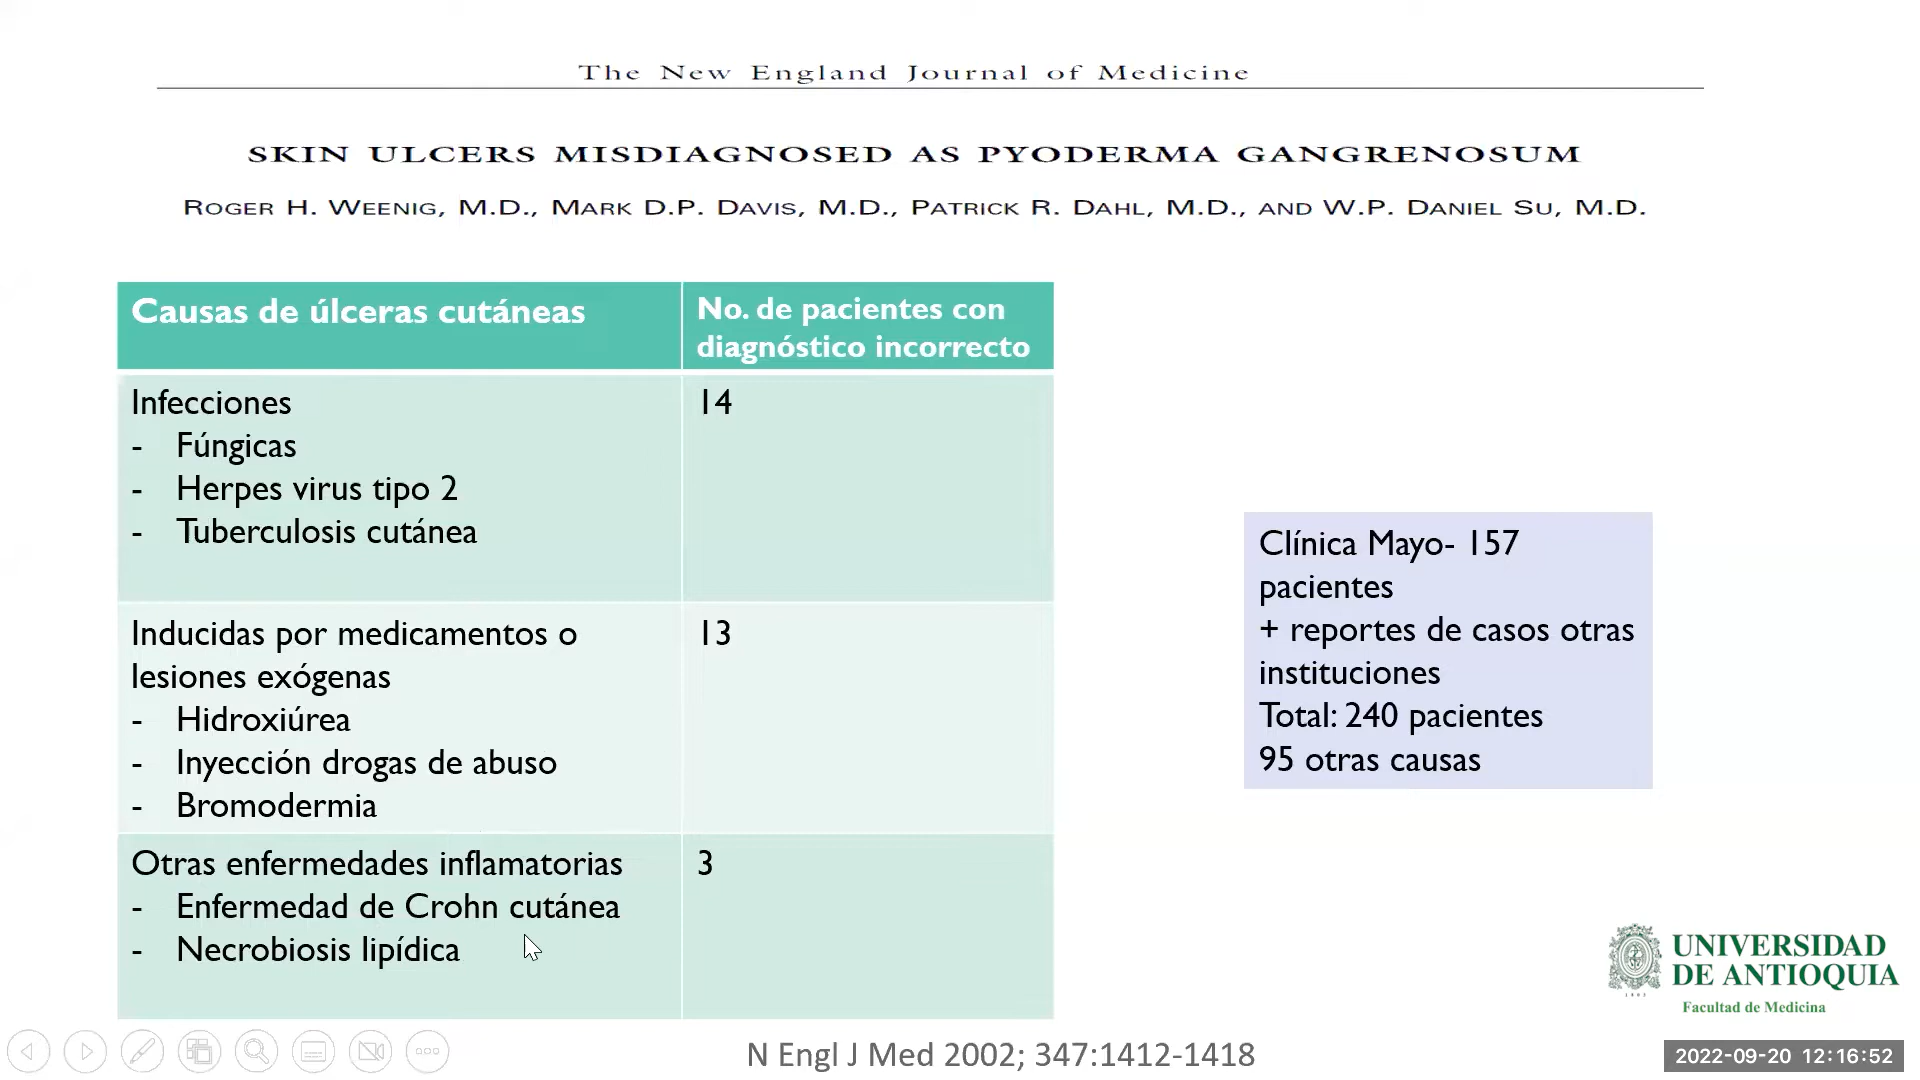 The New England Journal of Medicine
SKIN ULCERS MISDIAGNOSED AS PYODERMA GANGRENOSUM
ROGER H. WEENIG, M.D., MARK D.P. DAVIS, M.D., PATRICK R. DAHL, M.D., AND W.P. DANIEL SU, M.D.
Causas de úlceras cutáneas
No. de pacientes con
diagnóstico incorrecto
Infecciones
- Fúngicas
- Herpes virus tipo 2
- Tuberculosis cutánea
14
Inducidas por medicamentos o
lesiones exógenas
- Hidroxiúrea
- Inyección drogas de abuso
- Bromodermia
13
Otras enfermedades inflamatorias
- Enfermedad de Crohn cutánea
- Necrobiosis lipídica
3
Clínica Mayo- 157
pacientes
+ reportes de casos otras
instituciones
Total: 240 pacientes
95 otras causas
UNIVERSIDAD
DE ANTIOQUIA
Facultad de Medicina
1803
N Engl J Med 2002; 347:1412-1418
2022-09-20 12:16:52